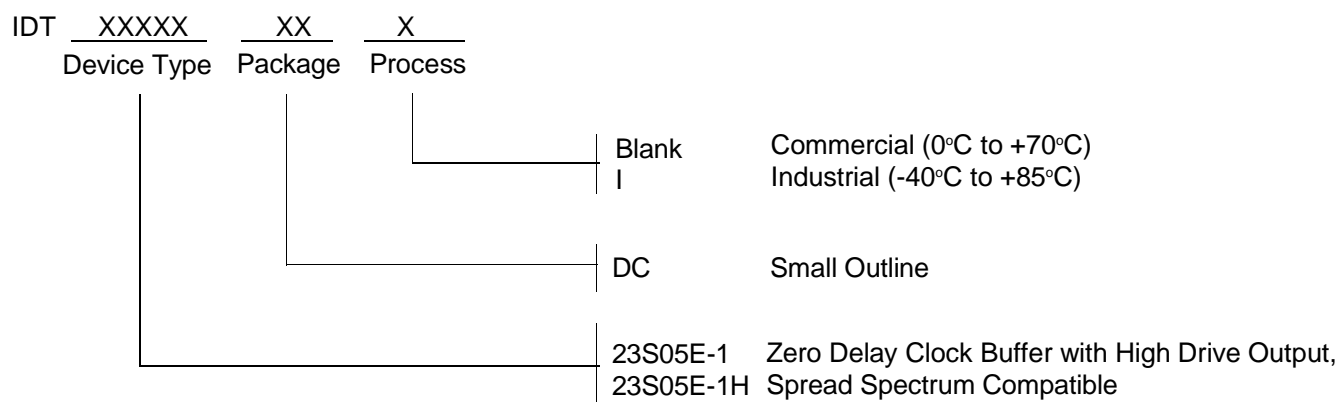 IDT XXXXX XX X
Device Type Package Process
Blank Commercial (0°C to +70°C)
I Industrial (-40°C to +85°C)
DC Small Outline
23S05E-1 Zero Delay Clock Buffer with High Drive Output,
23S05E-1H Spread Spectrum Compatible